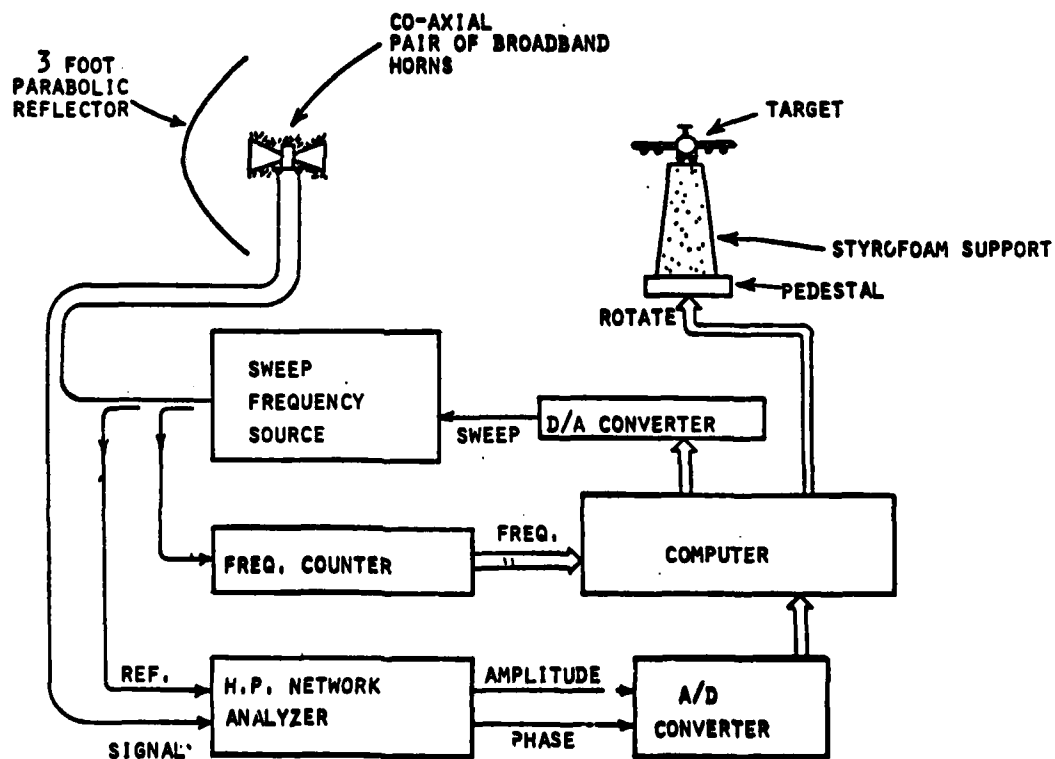 CO-AXIAL
PAIR OF BROADBAND
HORNS
3 FOOT
PARABOLIC
REFLECTOR
TARGET
STYROFOAM SUPPORT
PEDESTAL
ROTATE
SWEEP
FREQUENCY
SOURCE
SWEEP
D/A CONVERTER
FREQ. COUNTER
FREQ.
COMPUTER
REF.
H.P. NETWORK
ANALYZER
SIGNAL
AMPLITUDE
PHASE
A/D
CONVERTER